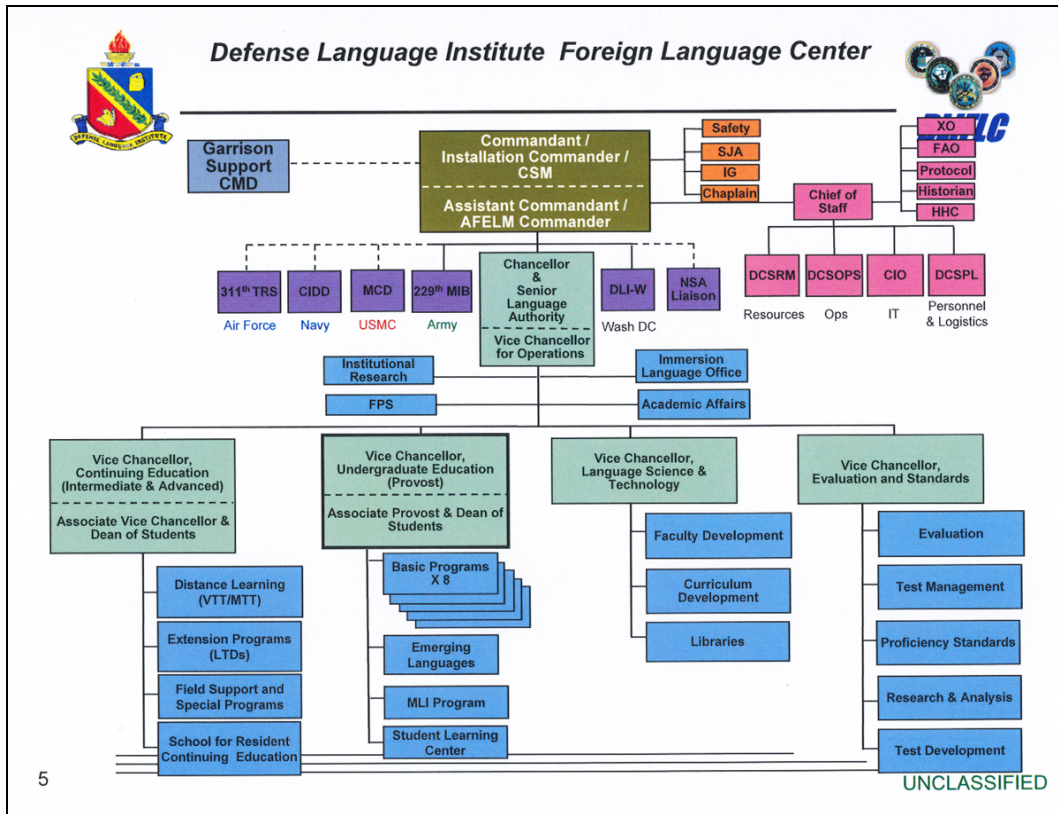 Defense Language Institute Foreign Language Center
DEFENSE LANGUAGE INSTITUTE
Garrison
Support
CMD
Commandant /
Installation Commander /
CSM
Assistant Commandant /
AFELM Commander
Safety
SJA
IG
Chaplain
Chief of
Staff
XO
FAO
Protocol
Historian
HHC
311th TRS
Air Force
CIDD
Navy
MCD
USMC
229th MIB
Army
Chancellor
&
Senior
Language
Authority
Vice Chancellor
for Operations
DLI-W
Wash DC
NSA
Liaison
DCSRM
Resources
DCSOPS
Ops
CIO
IT
DCSPL
Personnel
& Logistics
Institutional
Research
Immersion
Language Office
FPS
Academic Affairs
Vice Chancellor,
Continuing Education
(Intermediate & Advanced)
Associate Vice Chancellor &
Dean of Students
Distance Learning
(VTT/MTT)
Extension Programs
(LTDs)
Field Support and
Special Programs
School for Resident
Continuing Education
Vice Chancellor,
Undergraduate Education
(Provost)
Associate Provost & Dean of
Students
Basic Programs
X 8
Emerging
Languages
MLI Program
Student Learning
Center
Vice Chancellor,
Language Science &
Technology
Faculty Development
Curriculum
Development
Libraries
Vice Chancellor,
Evaluation and Standards
Evaluation
Test Management
Proficiency Standards
Research & Analysis
Test Development
5
UNCLASSIFIED